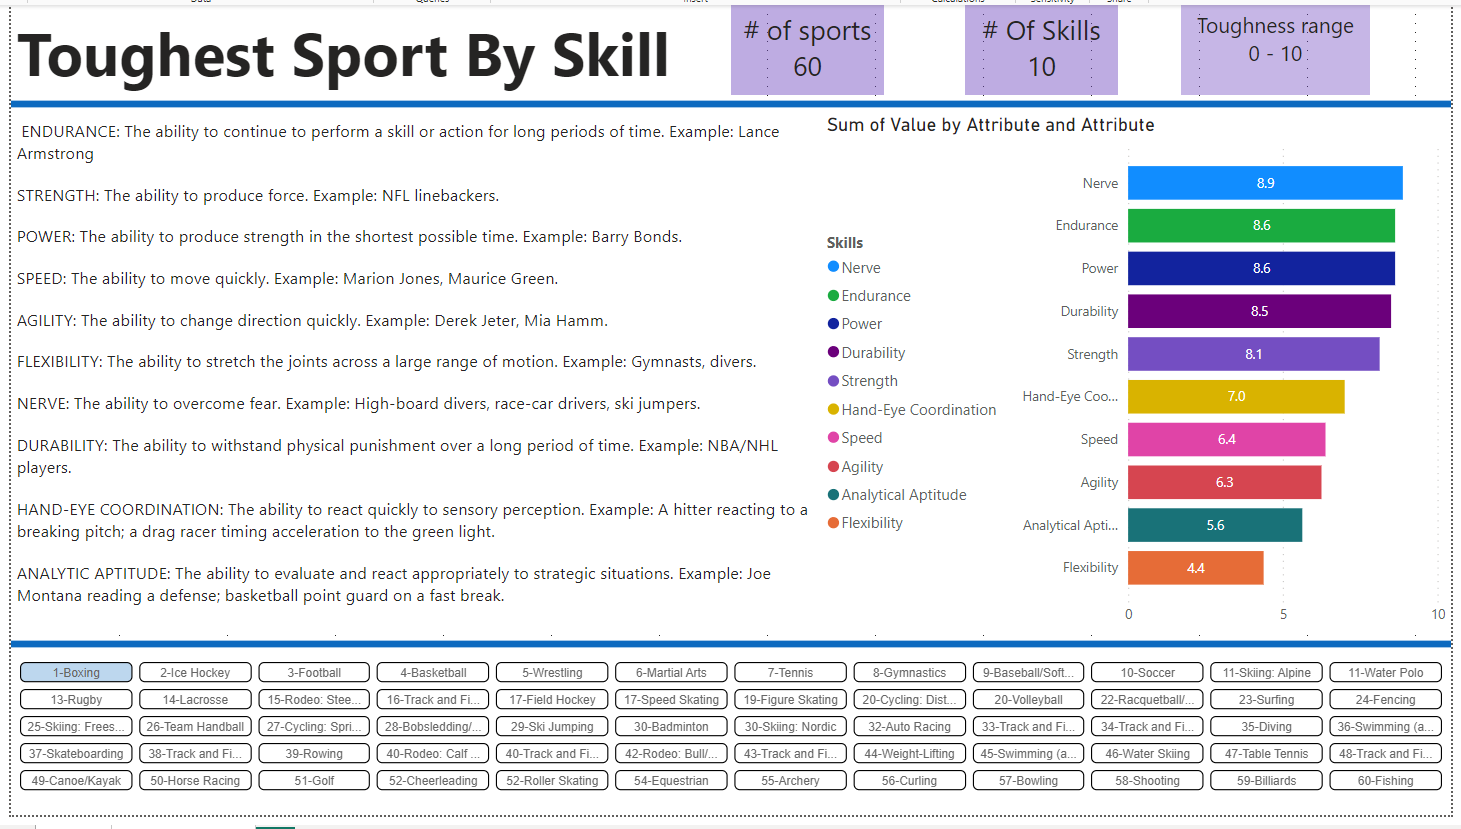 Toughest Sport By Skill
# of sports
60
# Of Skills
10
Toughness range
0 - 10
ENDURANCE: The ability to continue to perform a skill or action for long periods of time. Example: Lance
Armstrong
STRENGTH: The ability to produce force. Example: NFL linebackers.
POWER: The ability to produce strength in the shortest possible time. Example: Barry Bonds.
SPEED: The ability to move quickly. Example: Marion Jones, Maurice Green.
AGILITY: The ability to change direction quickly. Example: Derek Jeter, Mia Hamm.
FLEXIBILITY: The ability to stretch the joints across a large range of motion. Example: Gymnasts, divers.
NERVE: The ability to overcome fear. Example: High-board divers, race-car drivers, ski jumpers.
DURABILITY: The ability to withstand physical punishment over a long period of time. Example: NBA/NHL
players.
HAND-EYE COORDINATION: The ability to react quickly to sensory perception. Example: A hitter reacting to a
breaking pitch; a drag racer timing acceleration to the green light.
ANALYTIC APTITUDE: The ability to evaluate and react appropriately to strategic situations. Example: Joe
Montana reading a defense; basketball point guard on a fast break.
Sum of Value by Attribute and Attribute
Skills
Nerve
Endurance
Power
Durability
Strength
Hand-Eye Coordination
Speed
Agility
Analytical Aptitude
Flexibility
Nerve 8.9
Endurance 8.6
Power 8.6
Durability 8.5
Strength 8.1
Hand-Eye Coo... 7.0
Speed 6.4
Agility 6.3
Analytical Apti... 5.6
Flexibility 4.4
0 5 10
1-Boxing 2-Ice Hockey 3-Football 4-Basketball 5-Wrestling 6-Martial Arts 7-Tennis 8-Gymnastics 9-Baseball/Soft... 10-Soccer 11-Skiing: Alpine 11-Water Polo
13-Rugby 14-Lacrosse 15-Rodeo: Stee... 16-Track and Fi... 17-Field Hockey 17-Speed Skating 19-Figure Skating 20-Cycling: Dist... 20-Volleyball 22-Racquetball/... 23-Surfing 24-Fencing
25-Skiing: Frees... 26-Team Handball 27-Cycling: Spri... 28-Bobsledding/... 29-Ski Jumping 30-Badminton 30-Skiing: Nordic 32-Auto Racing 33-Track and Fi... 34-Track and Fi... 35-Diving 36-Swimming (a...
37-Skateboarding 38-Track and Fi... 39-Rowing 40-Rodeo: Calf ... 40-Track and Fi... 42-Rodeo: Bull/... 43-Track and Fi... 44-Weight-Lifting 45-Swimming (a... 46-Water Skiing 47-Table Tennis 48-Track and Fi...
49-Canoe/Kayak 50-Horse Racing 51-Golf 52-Cheerleading 52-Roller Skating 54-Equestrian 55-Archery 56-Curling 57-Bowling 58-Shooting 59-Billiards 60-Fishing